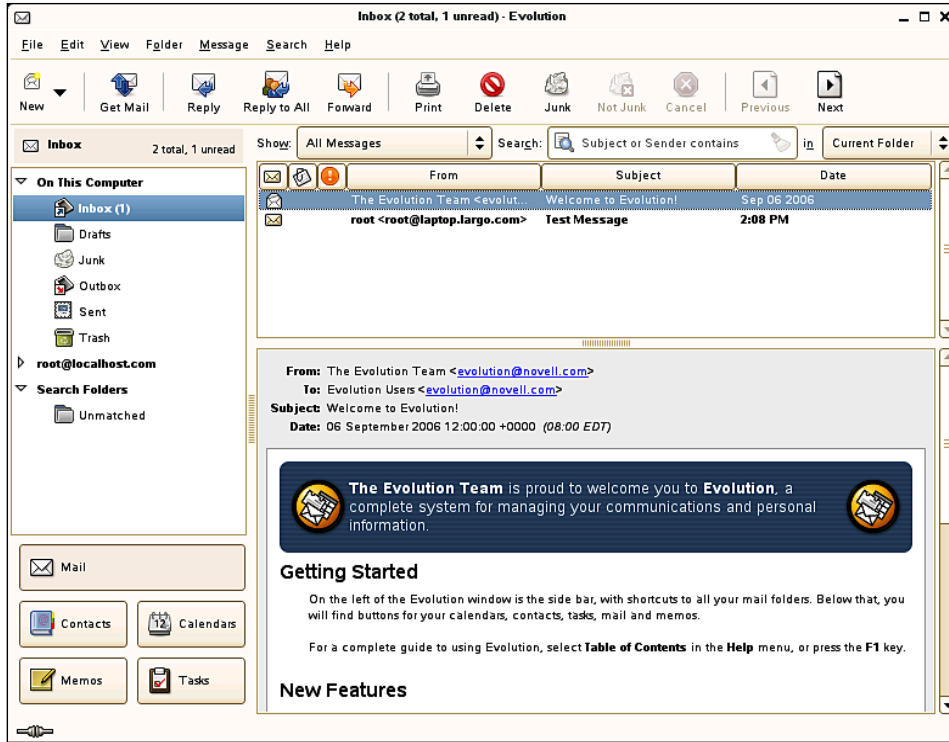 Inbox (2 total, 1 unread) - Evolution
File Edit View Folder Message Search Help
New Get Mail Reply Reply to All Forward Print Delete Junk Not Junk Cancel Previous Next
Inbox 2 total, 1 unread
Show: All Messages Search: Subject or Sender contains in Current Folder
On This Computer
Inbox (1)
Drafts
Junk
Outbox
Sent
Trash
root@localhost.com
Search Folders
Unmatched
From Subject Date
The Evolution Team <evolut... Welcome to Evolution! Sep 06 2006
root <root@laptop.largo.com> Test Message 2:08 PM
From: The Evolution Team <evolution@novell.com>
To: Evolution Users <evolution@novell.com>
Subject: Welcome to Evolution!
Date: 06 September 2006 12:00:00 +0000 (08:00 EDT)
The Evolution Team is proud to welcome you to Evolution, a
complete system for managing your communications and personal
information.
Getting Started
On the left of the Evolution window is the side bar, with shortcuts to all your mail folders. Below that, you
will find buttons for your calendars, contacts, tasks, mail and memos.
For a complete guide to using Evolution, select Table of Contents in the Help menu, or press the F1 key.
New Features
Mail
Contacts 12 Calendars
Memos Tasks